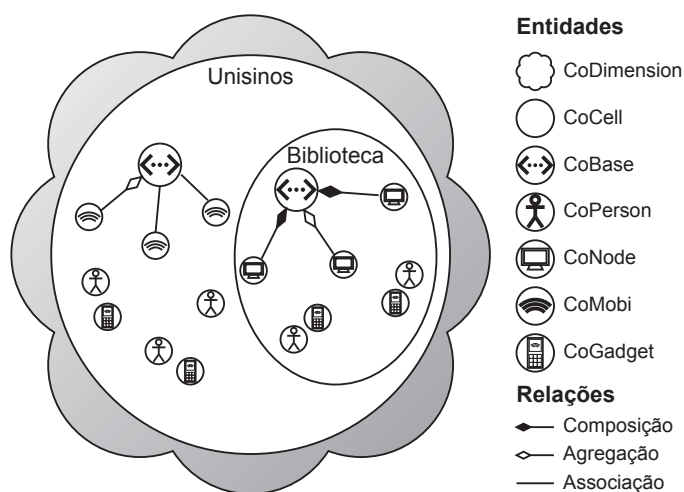 Unisinos
Biblioteca
Entidades
CoDimension
CoCell
CoBase
CoPerson
CoNode
CoMobi
CoGadget
Relações
Composição
Agregação
Associação